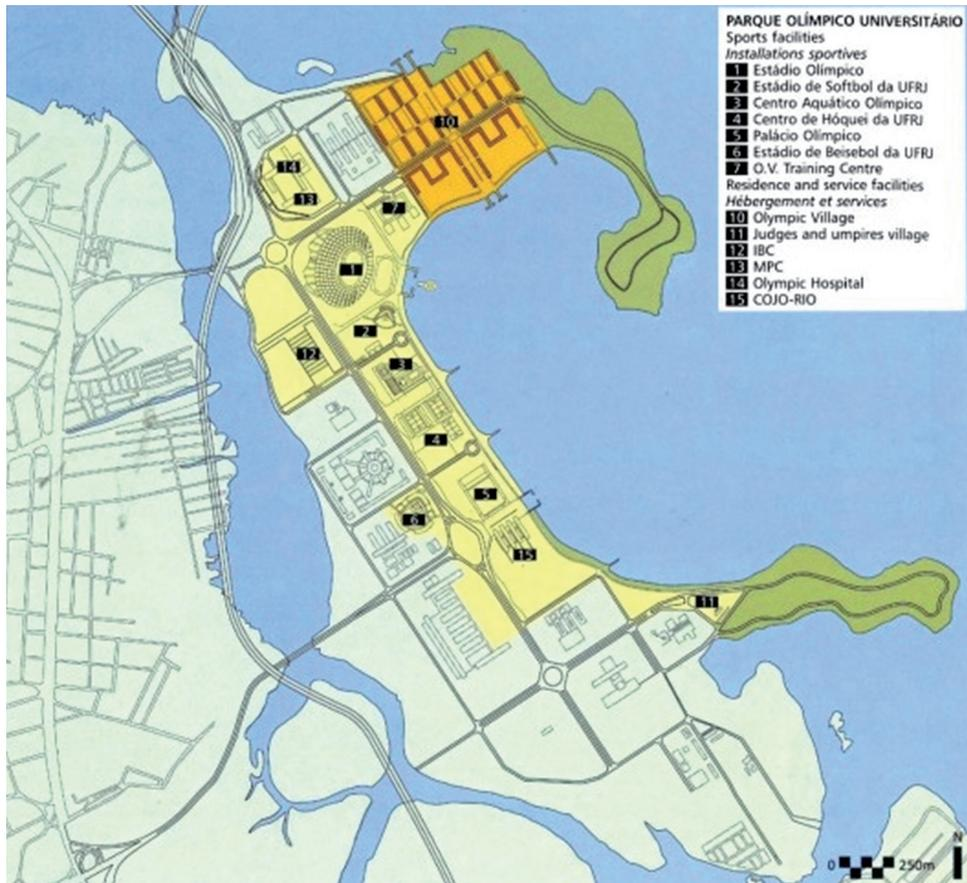 PARQUE OLÍMPICO UNIVERSITÁRIO
Sports facilities
Installations sportives
1 Estádio Olímpico
2 Estádio de Softbol da UFRJ
3 Centro Aquático Olímpico
4 Centro de Hóquei da UFRJ
5 Palácio Olímpico
6 Estádio de Beisebol da UFRJ
7 O.V. Training Centre
Residence and service facilities
Hébergement et services
10 Olympic Village
11 Judges and umpires village
12 IBC
13 MPC
14 Olympic Hospital
15 COJO-RIO
10
14
13
7
1
2
12
3
4
5
6
15
11
N
0 250m